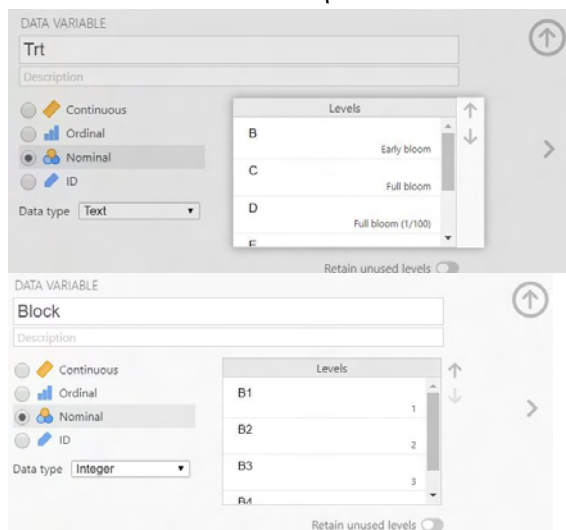 DATA VARIABLE
Trt
Description
Continuous
Ordinal
Nominal
ID
Data type Text
Levels
B
Early bloom
C
Full bloom
D
Full bloom (1/100)
E
Retain unused levels
DATA VARIABLE
Block
Description
Continuous
Ordinal
Nominal
ID
Data type Integer
Levels
B1
1
B2
2
B3
3
B4
Retain unused levels